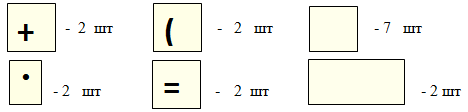 + - 2 шт ( - 2 шт - 7 шт
• - 2 шт = - 2 шт - 2 шт